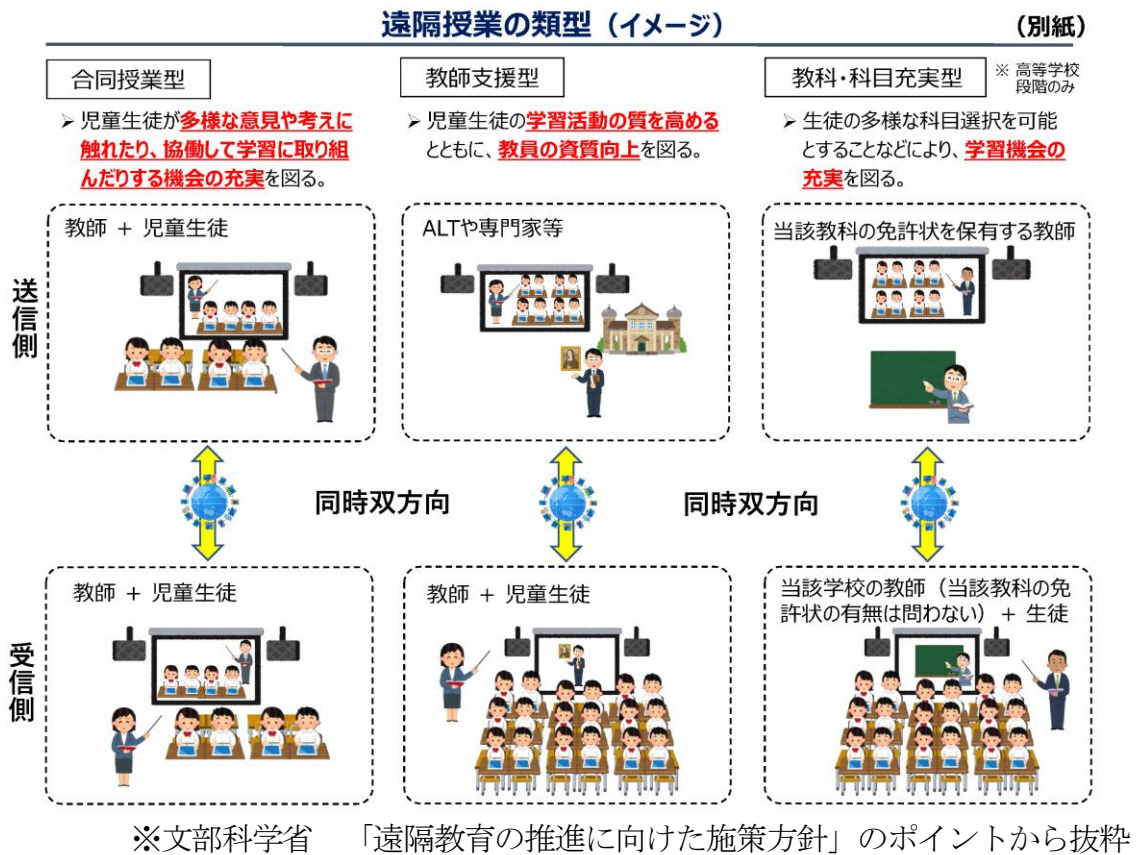 遠隔授業の類型（イメージ）
（別紙）
合同授業型
➢ 児童生徒が多様な意見や考えに
触れたり、協働して学習に取り組
んだりする機会の充実を図る。
教師支援型
➢ 児童生徒の学習活動の質を高める
とともに、教員の資質向上を図る。
教科・科目充実型
※ 高等学校
段階のみ
➢ 生徒の多様な科目選択を可能
とすることなどにより、学習機会の
充実を図る。
送信側
教師 + 児童生徒
ALTや専門家等
当該教科の免許状を保有する教師
同時双方向
同時双方向
受信側
教師 + 児童生徒
教師 + 児童生徒
当該学校の教師（当該教科の免
許状の有無は問わない）+ 生徒
※文部科学省　「遠隔教育の推進に向けた施策方針」のポイントから抜粋